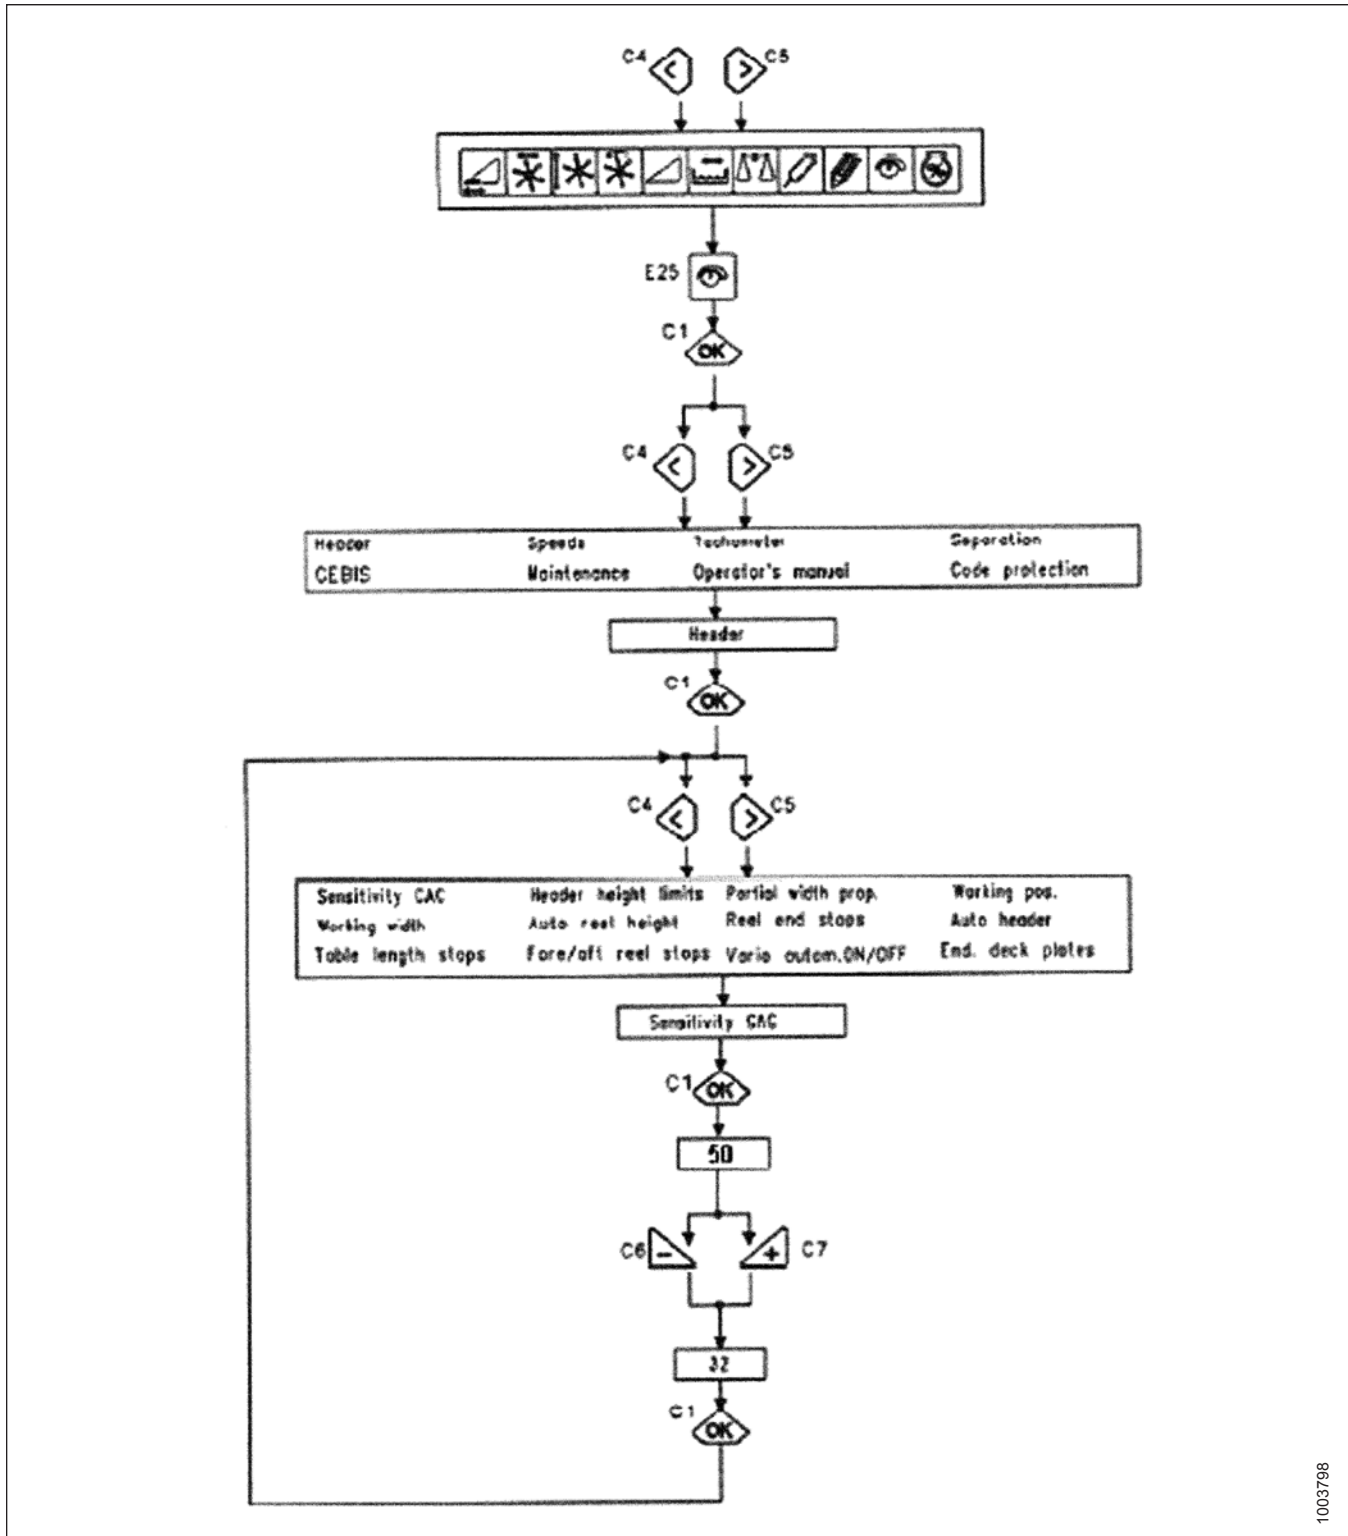 C4 < > C5
E25
C1
OK
C4 < > C5
Header Speeds Tachometer Separation
CEBIS Maintenance Operator's manual Code protection
Header
C1
OK
C4 < > C5
Sensitivity CAC Header height limits Partial width prop. Working pos.
Working width Auto reel height Reel end stops Auto header
Table length stops Fore/aft reel stops Vario autom.ON/OFF End. deck plates
Sensitivity CAC
C1
OK
50
C6 - + C7
32
C1
OK
1003798